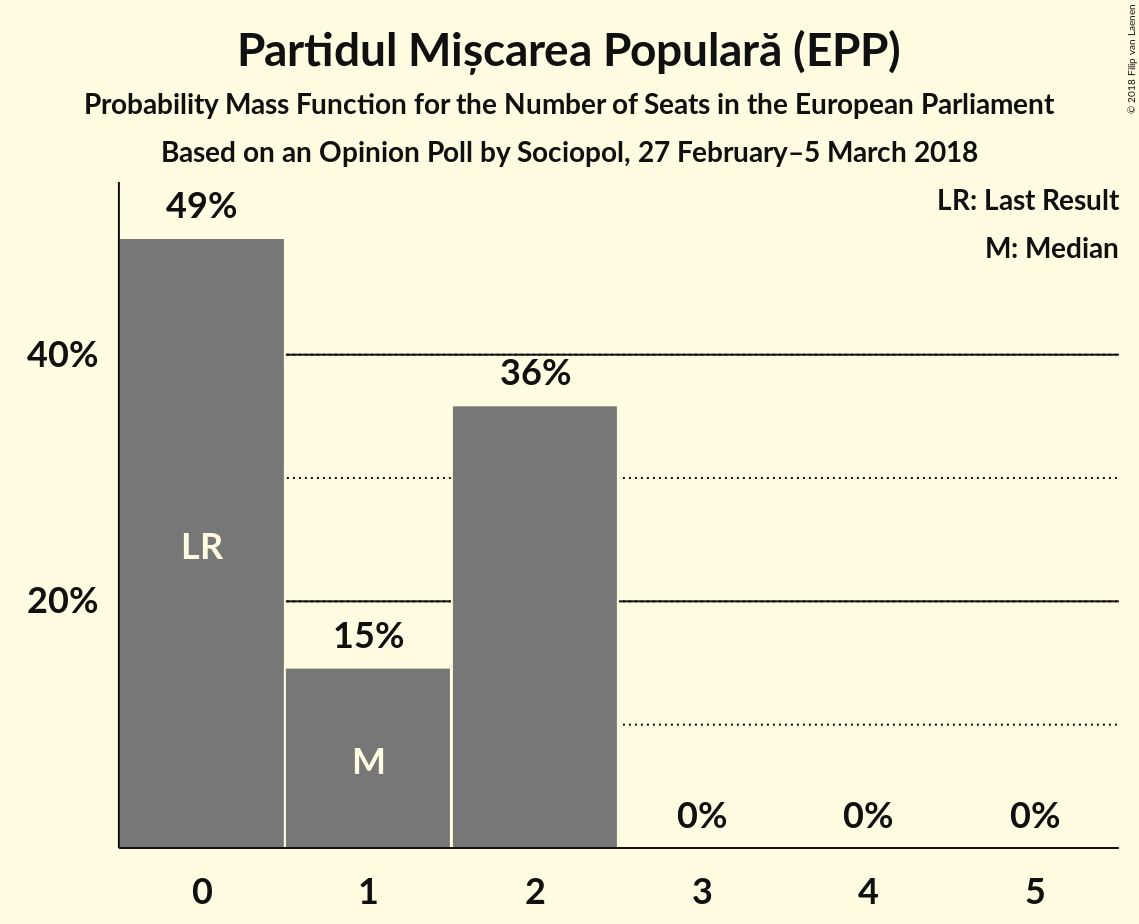 Partidul Mișcarea Populară (EPP)
Probability Mass Function for the Number of Seats in the European Parliament
Based on an Opinion Poll by Sociopol, 27 February–5 March 2018
© 2018 Filip van Laenen
LR: Last Result
M: Median
49%
40%
36%
LR
20%
15%
M
0% 0% 0%
0 1 2 3 4 5